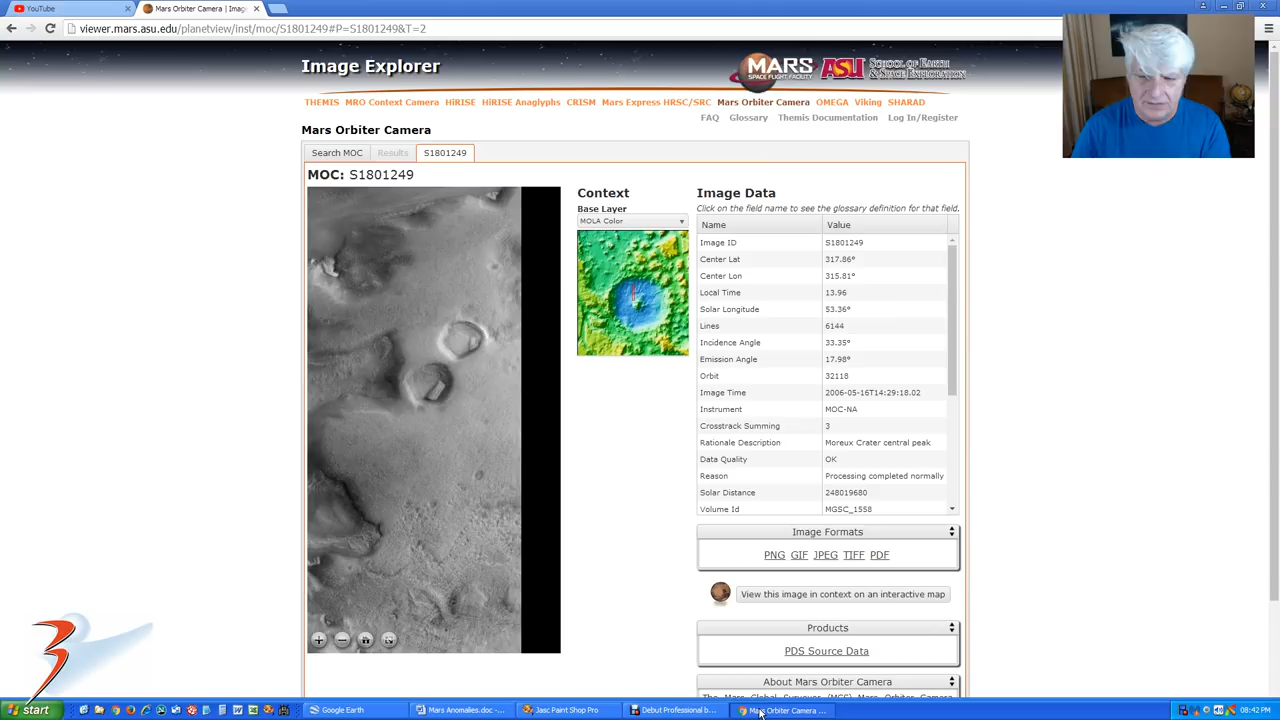 YouTube
Mars Orbiter Camera | Imag
viewer.mars.asu.edu/planetview/inst/moc/S1801249#P=S1801249&T=2
Image Explorer
MARS
SPACE FLIGHT FACILITY
ASU SCHOOL OF EARTH & SPACE EXPLORATION
THEMIS MRO Context Camera HiRISE HiRISE Anaglyphs CRISM Mars Express HRSC/SRC Mars Orbiter Camera OMEGA Viking SHARAD
FAQ Glossary Themis Documentation Log In/Register
Mars Orbiter Camera
Search MOC Results S1801249
MOC: S1801249
Context
Base Layer
MOLA Color
Image Data
Click on the field name to see the glossary definition for that field.
Name Value
Image ID S1801249
Center Lat 317.86°
Center Lon 315.81°
Local Time 13.96
Solar Longitude 53.36°
Lines 6144
Incidence Angle 33.35°
Emission Angle 17.98°
Orbit 32118
Image Time 2006-05-16T14:29:18.02
Instrument MOC-NA
Crosstrack Summing 3
Rationale Description Moreux Crater central peak
Data Quality OK
Reason Processing completed normally
Solar Distance 248019680
Volume Id MGSC_1558
Image Formats
PNG GIF JPEG TIFF PDF
View this image in context on an interactive map
Products
PDS Source Data
About Mars Orbiter Camera
The Mars Global Surveyor (MGS) Mars Orbiter Camera
3
start
Google Earth
Mars Anomalies.doc -...
Jasc Paint Shop Pro
Debut Professional b...
Mars Orbiter Camera ...
08:42 PM